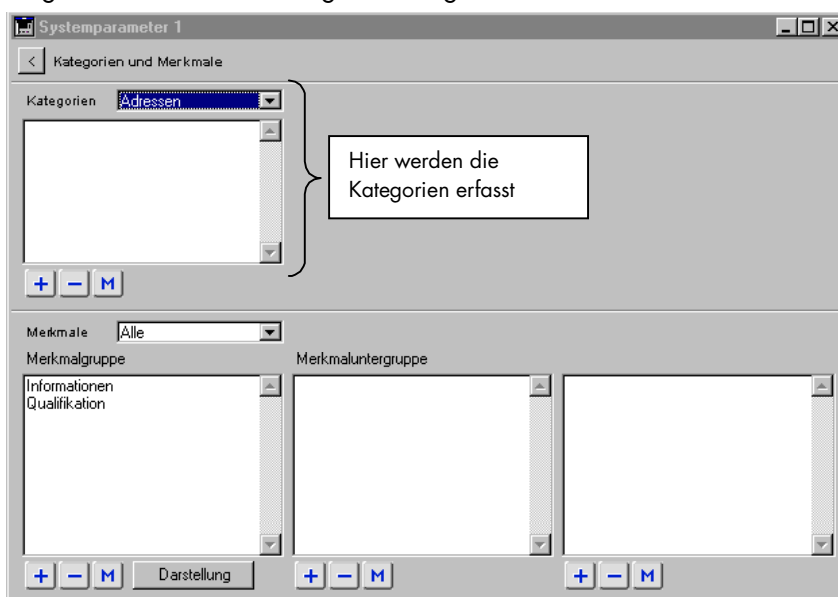 Systemparameter 1
< Kategorien und Merkmale
Kategorien Adressen
Hier werden die
Kategorien erfasst
+ − M
Merkmale Alle
Merkmalgruppe Merkmaluntergruppe
Informationen
Qualifikation
+ − M Darstellung + − M + − M